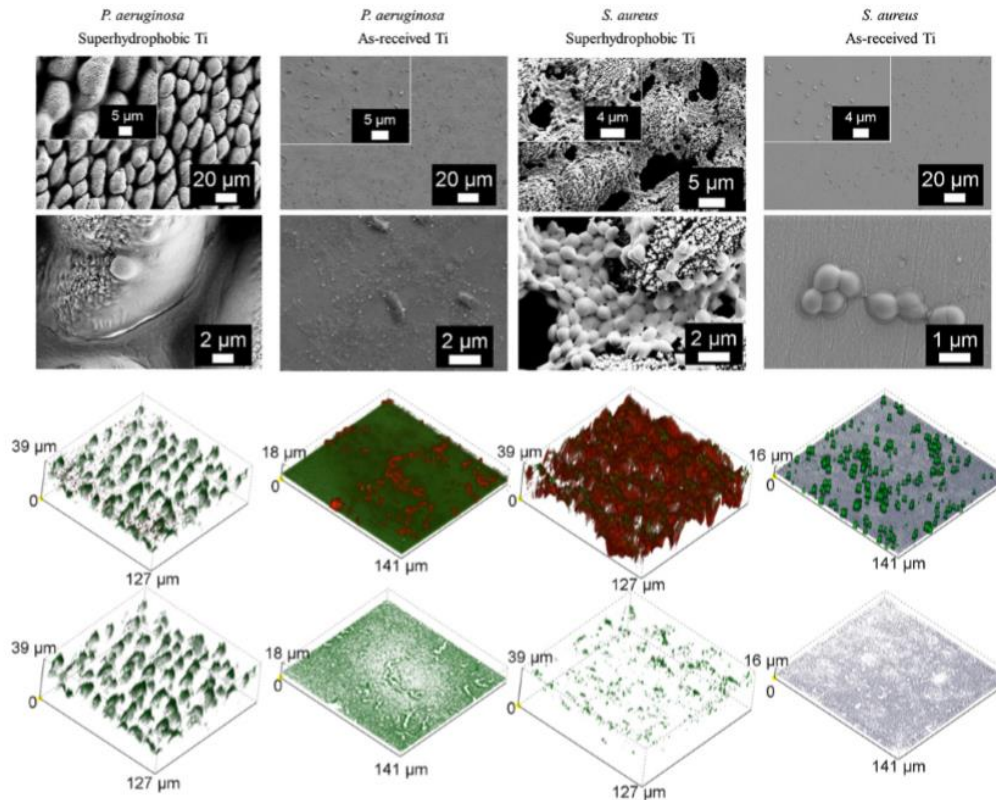 P. aeruginosa
Superhydrophobic Ti
P. aeruginosa
As-received Ti
S. aureus
Superhydrophobic Ti
S. aureus
As-received Ti
5 µm
20 µm
5 µm
20 µm
4 µm
5 µm
4 µm
20 µm
2 µm
2 µm
2 µm
1 µm
39 µm
0
127 µm
18 µm
0
141 µm
39 µm
0
127 µm
16 µm
0
141 µm
39 µm
0
127 µm
18 µm
0
141 µm
39 µm
0
127 µm
16 µm
0
141 µm